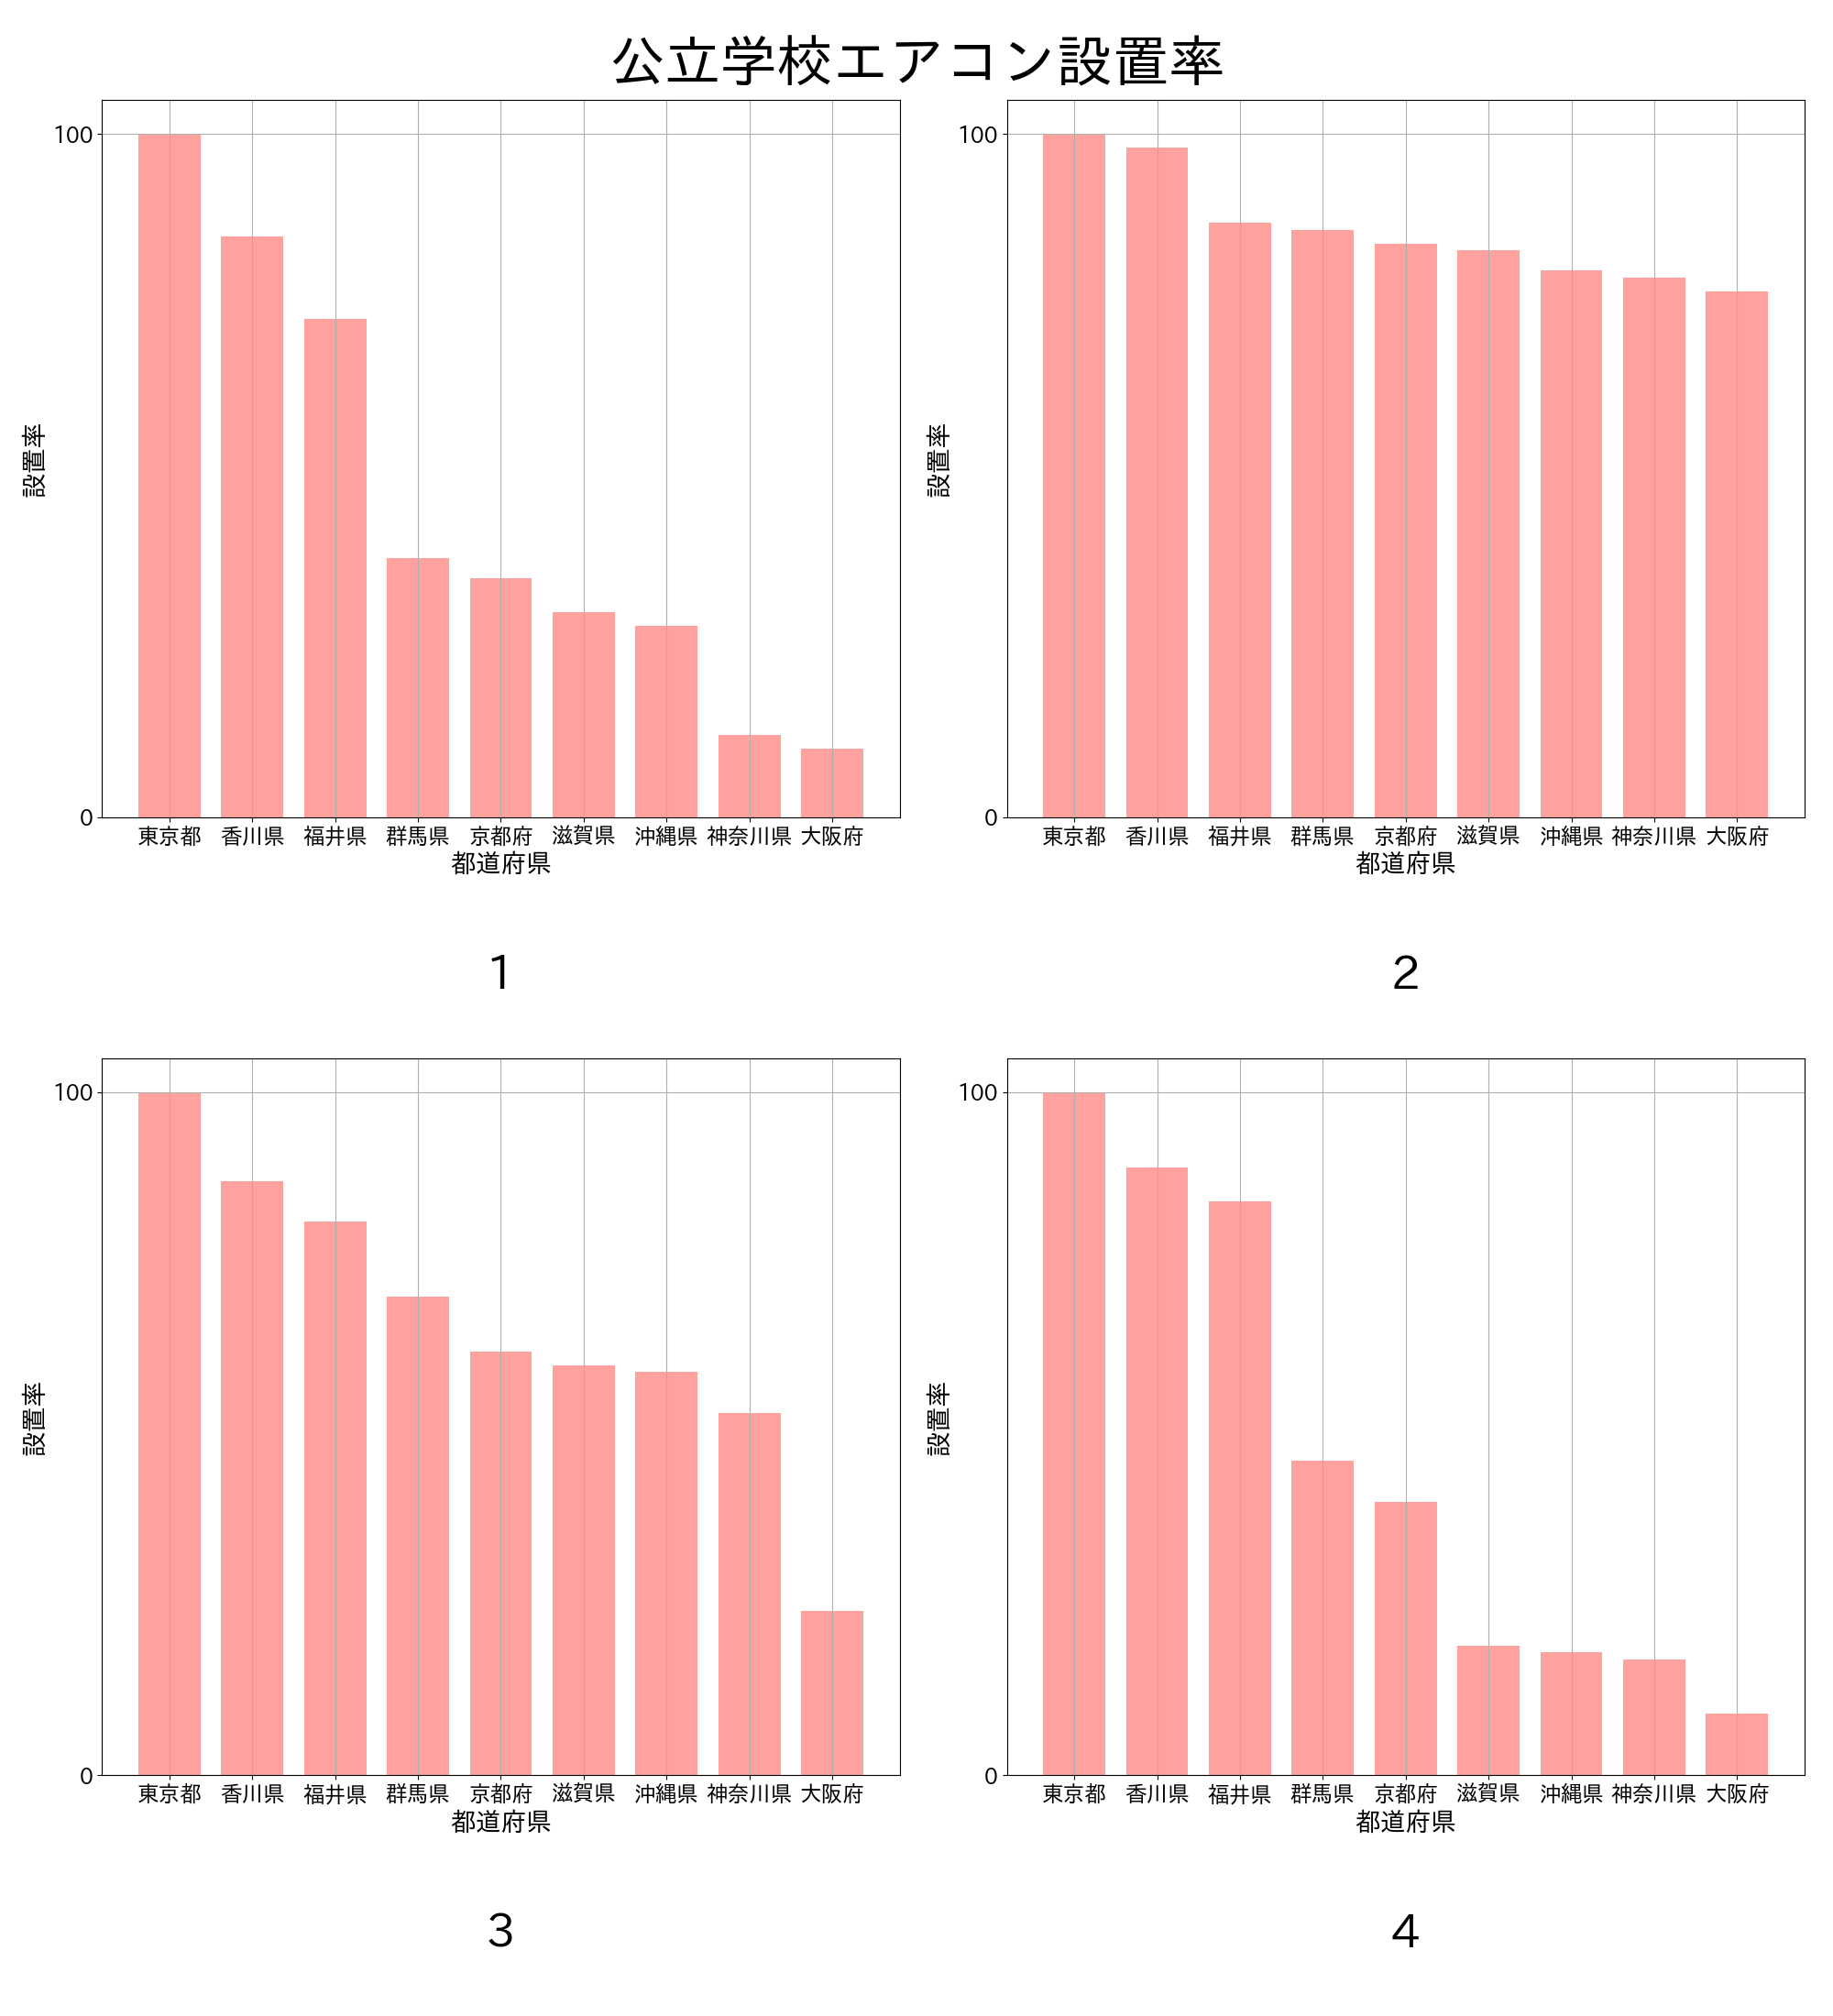 公立学校エアコン設置率
100
0
設置率
東京都 香川県 福井県 群馬県 京都府 滋賀県 沖縄県 神奈川県 大阪府
都道府県
1
100
0
設置率
東京都 香川県 福井県 群馬県 京都府 滋賀県 沖縄県 神奈川県 大阪府
都道府県
2
100
0
設置率
東京都 香川県 福井県 群馬県 京都府 滋賀県 沖縄県 神奈川県 大阪府
都道府県
3
100
0
設置率
東京都 香川県 福井県 群馬県 京都府 滋賀県 沖縄県 神奈川県 大阪府
都道府県
4